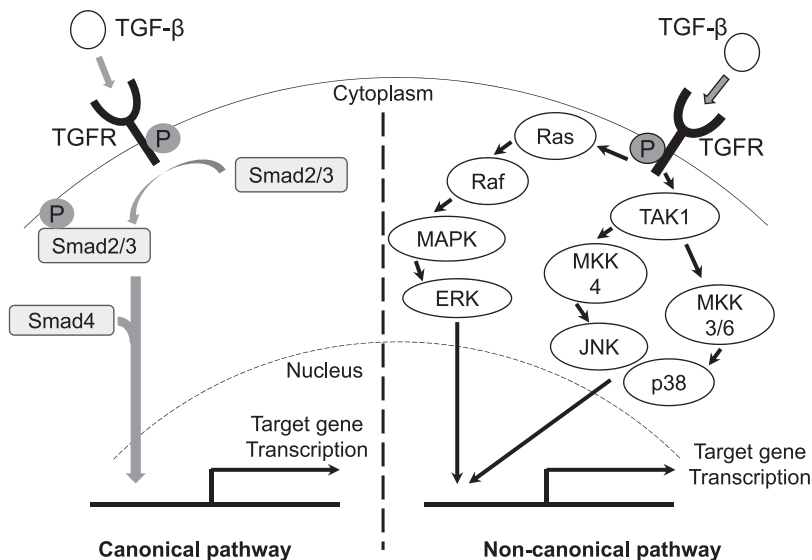 TGF-β
TGFR
P
Smad2/3
P
Smad2/3
Smad4
Nucleus
Target gene
Transcription
Canonical pathway
Cytoplasm
TGF-β
TGFR
P
Ras
Raf
MAPK
ERK
TAK1
MKK
4
JNK
MKK
3/6
p38
Target gene
Transcription
Non-canonical pathway